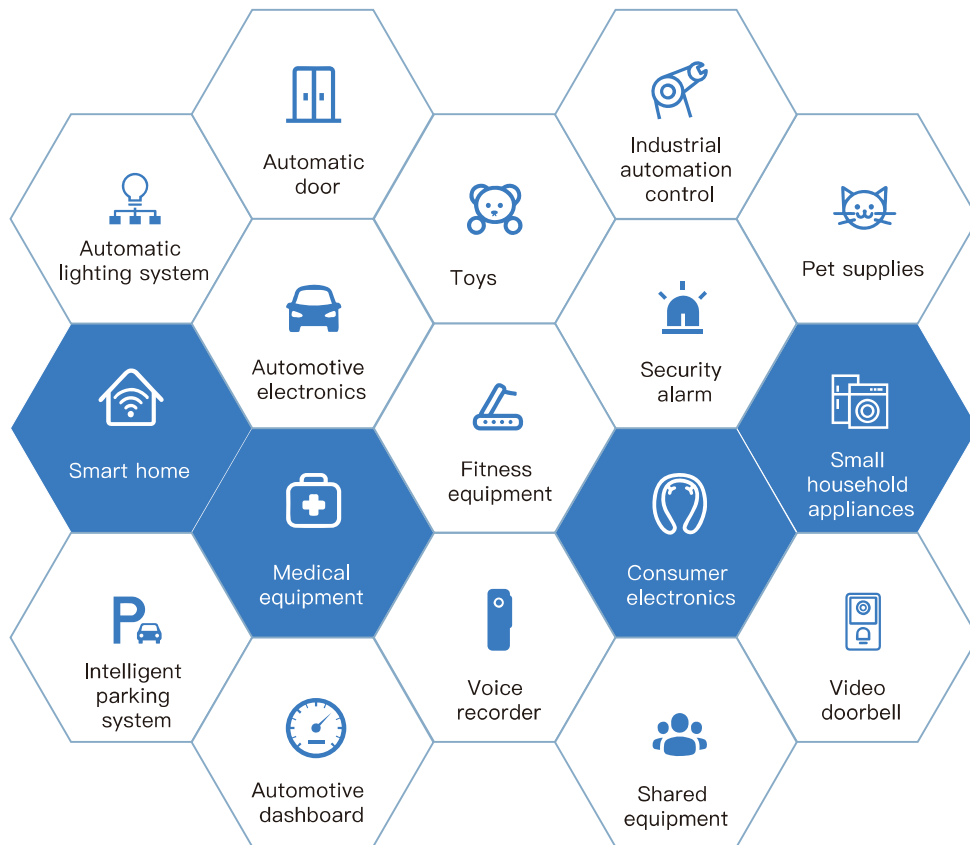 Automatic
door
Industrial
automation
control
Automatic
lighting system
Toys
Pet supplies
Automotive
electronics
Security
alarm
Smart home
Fitness
equipment
Small
household
appliances
Medical
equipment
Consumer
electronics
Intelligent
parking
system
Voice
recorder
Video
doorbell
Automotive
dashboard
Shared
equipment
P